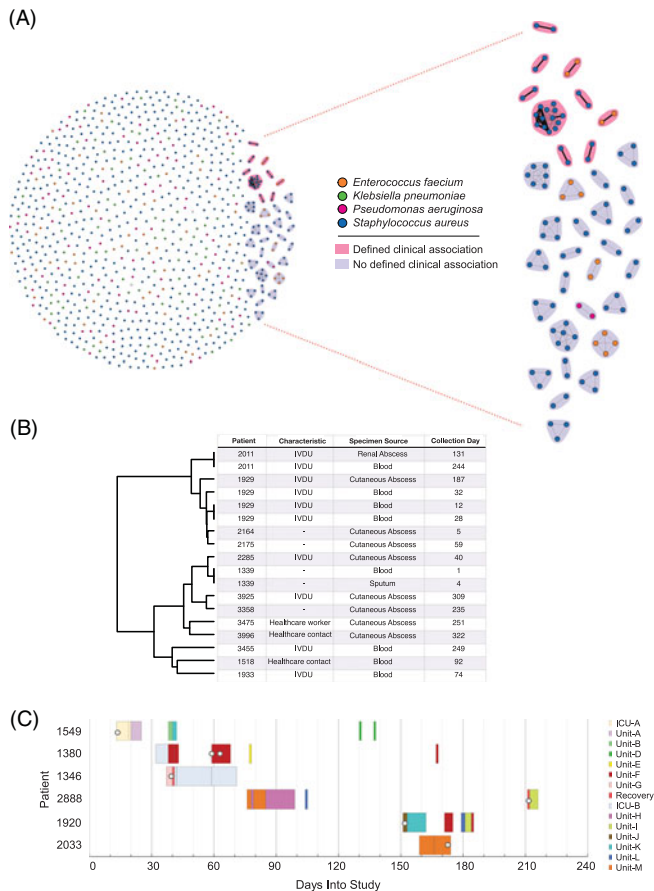 (A)
Enterococcus faecium
Klebsiella pneumoniae
Pseudomonas aeruginosa
Staphylococcus aureus
Defined clinical association
No defined clinical association
(B)
Patient Characteristic Specimen Source Collection Day
2011 IVDU Renal Abscess 131
2011 IVDU Blood 244
1929 IVDU Cutaneous Abscess 187
1929 IVDU Blood 32
1929 IVDU Blood 12
1929 IVDU Blood 28
2164 - Cutaneous Abscess 5
2175 - Cutaneous Abscess 59
2285 IVDU Cutaneous Abscess 40
1339 - Blood 1
1339 - Sputum 4
3925 IVDU Cutaneous Abscess 309
3358 - Cutaneous Abscess 235
3475 Healthcare worker Cutaneous Abscess 251
3996 Healthcare contact Cutaneous Abscess 322
3455 IVDU Blood 249
1518 Healthcare contact Blood 92
1933 IVDU Blood 74
(C)
Patient
1549
1380
1346
2888
1920
2033
0 30 60 90 120 150 180 210 240
Days Into Study
ICU-A
Unit-A
Unit-B
Unit-D
Unit-E
Unit-F
Unit-G
Recovery
ICU-B
Unit-H
Unit-I
Unit-J
Unit-K
Unit-L
Unit-M